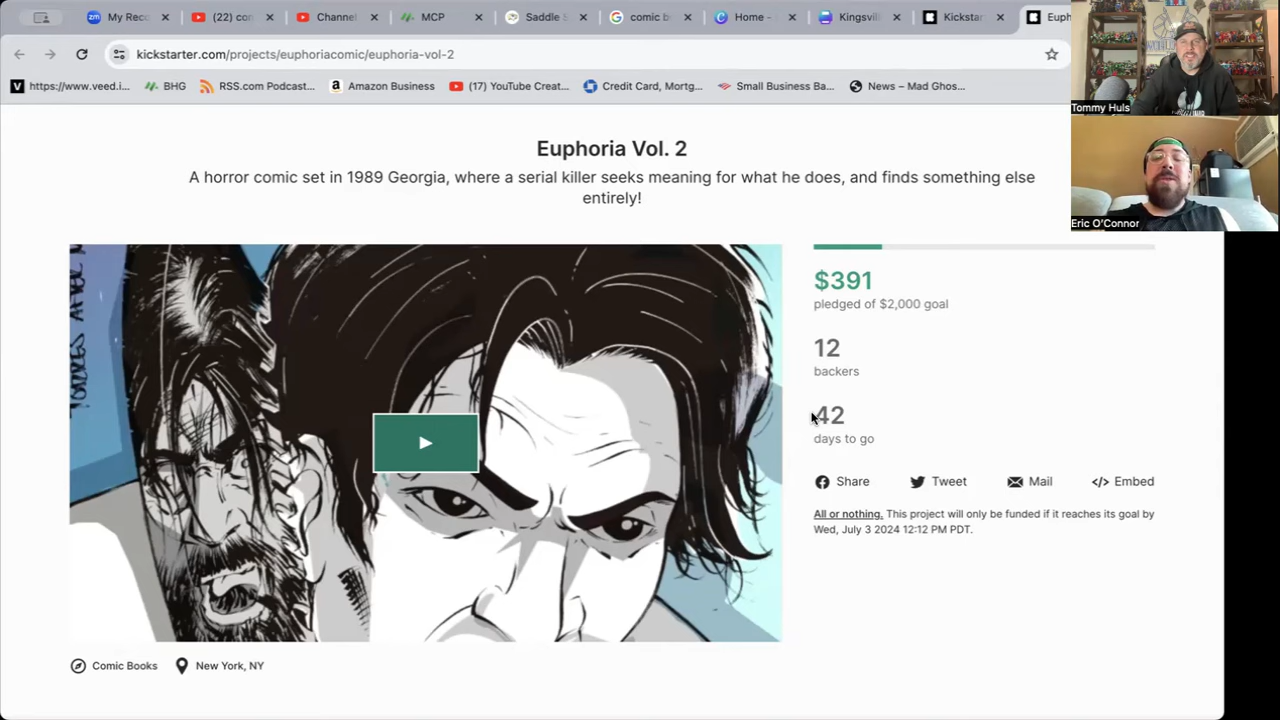 My Reco
(22) con
Channel
MCP
Saddle S
comic b
Home -
Kingsvill
Kickstar
Euph
kickstarter.com/projects/euphoriacomic/euphoria-vol-2
https://www.veed.i...
BHG
RSS.com Podcast...
Amazon Business
(17) YouTube Creat...
Credit Card, Mortg...
Small Business Ba...
News – Mad Ghos...
Tommy Huls
Eric O'Connor
Euphoria Vol. 2
A horror comic set in 1989 Georgia, where a serial killer seeks meaning for what he does, and finds something else
entirely!
$391
pledged of $2,000 goal
12
backers
42
days to go
Share
Tweet
Mail
Embed
All or nothing. This project will only be funded if it reaches its goal by
Wed, July 3 2024 12:12 PM PDT.
Comic Books
New York, NY